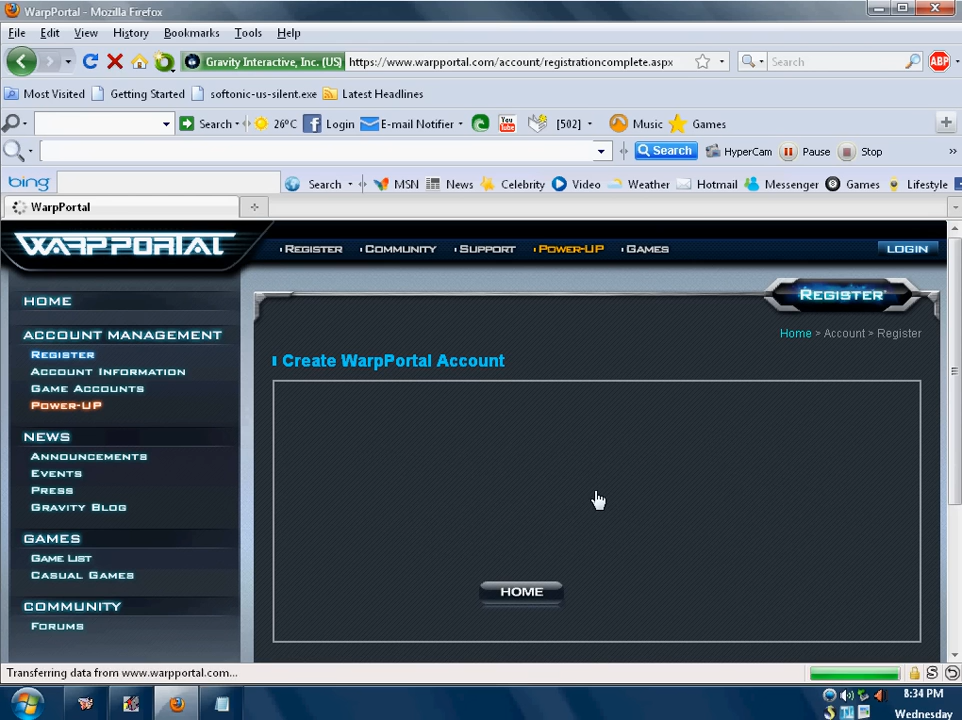 WarpPortal - Mozilla Firefox
File Edit View History Bookmarks Tools Help
Gravity Interactive, Inc. (US) https://www.warpportal.com/account/registrationcomplete.aspx Search ABP
Most Visited Getting Started softonic-us-silent.exe Latest Headlines
Search 26ºC Login E-mail Notifier You Tube [502] Music Games
Search HyperCam Pause Stop »
bing Search MSN News Celebrity Video Weather Hotmail Messenger Games Lifestyle
WarpPortal
WARPPORTAL REGISTER COMMUNITY SUPPORT POWER-UP GAMES LOGIN
REGISTER
Home > Account > Register
HOME
ACCOUNT MANAGEMENT
REGISTER
ACCOUNT INFORMATION
GAME ACCOUNTS
POWER-UP
NEWS
ANNOUNCEMENTS
EVENTS
PRESS
GRAVITY BLOG
GAMES
GAME LIST
CASUAL GAMES
COMMUNITY
FORUMS
Create WarpPortal Account
HOME
Transferring data from www.warpportal.com...
8:34 PM
Wednesday